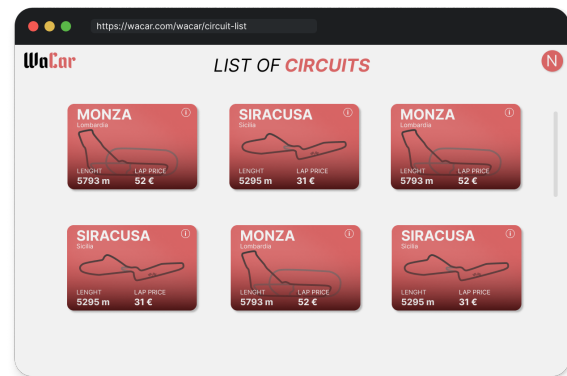 https://wacar.com/wacar/circuit-list
WaCar
LIST OF CIRCUITS
N
MONZA
Lombardia
LENGHT LAP PRICE
5793 m 52 €
SIRACUSA
Sicilia
LENGHT LAP PRICE
5295 m 31 €
MONZA
Lombardia
LENGHT LAP PRICE
5793 m 52 €
SIRACUSA
Sicilia
LENGHT LAP PRICE
5295 m 31 €
MONZA
Lombardia
LENGHT LAP PRICE
5793 m 52 €
SIRACUSA
Sicilia
LENGHT LAP PRICE
5295 m 31 €